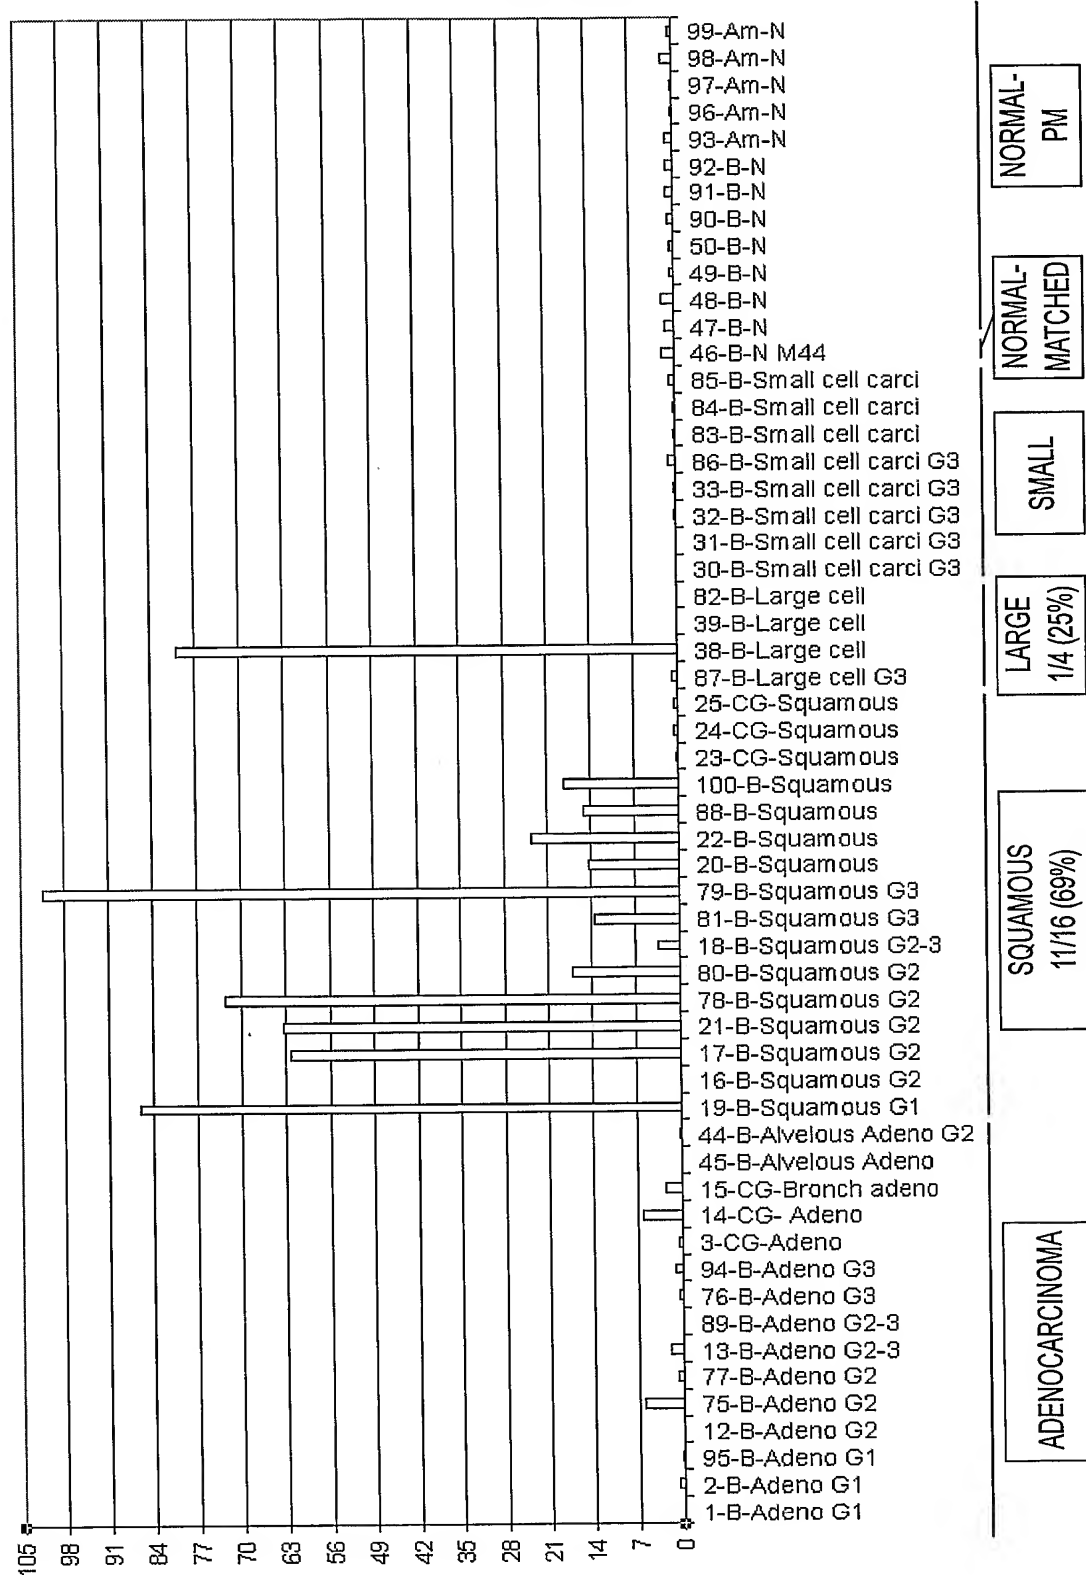 99-Am-N
98-Am-N
97-Am-N
96-Am-N
93-Am-N
92-B-N
91-B-N
90-B-N
50-B-N
49-B-N
48-B-N
47-B-N
46-B-N M44
85-B-Small cell carci
84-B-Small cell carci
83-B-Small cell carci
86-B-Small cell carci G3
33-B-Small cell carci G3
32-B-Small cell carci G3
31-B-Small cell carci G3
30-B-Small cell carci G3
82-B-Large cell
39-B-Large cell
38-B-Large cell
87-B-Large cell G3
25-CG-Squamous
24-CG-Squamous
23-CG-Squamous
100-B-Squamous
88-B-Squamous
22-B-Squamous
20-B-Squamous
79-B-Squamous G3
81-B-Squamous G3
18-B-Squamous G2-3
80-B-Squamous G2
78-B-Squamous G2
21-B-Squamous G2
17-B-Squamous G2
16-B-Squamous G2
19-B-Squamous G1
44-B-Alvelous Adeno G2
45-B-Alvelous Adeno
15-CG-Bronch adeno
14-CG- Adeno
3-CG-Adeno
94-B-Adeno G3
76-B-Adeno G3
89-B-Adeno G2-3
13-B-Adeno G2-3
77-B-Adeno G2
75-B-Adeno G2
12-B-Adeno G2
95-B-Adeno G1
2-B-Adeno G1
1-B-Adeno G1
105
98
91
84
77
70
63
56
49
42
35
28
21
14
7
0
NORMAL-
PM
NORMAL-
MATCHED
SMALL
LARGE
1/4 (25%)
SQUAMOUS
11/16 (69%)
ADENOCARCINOMA